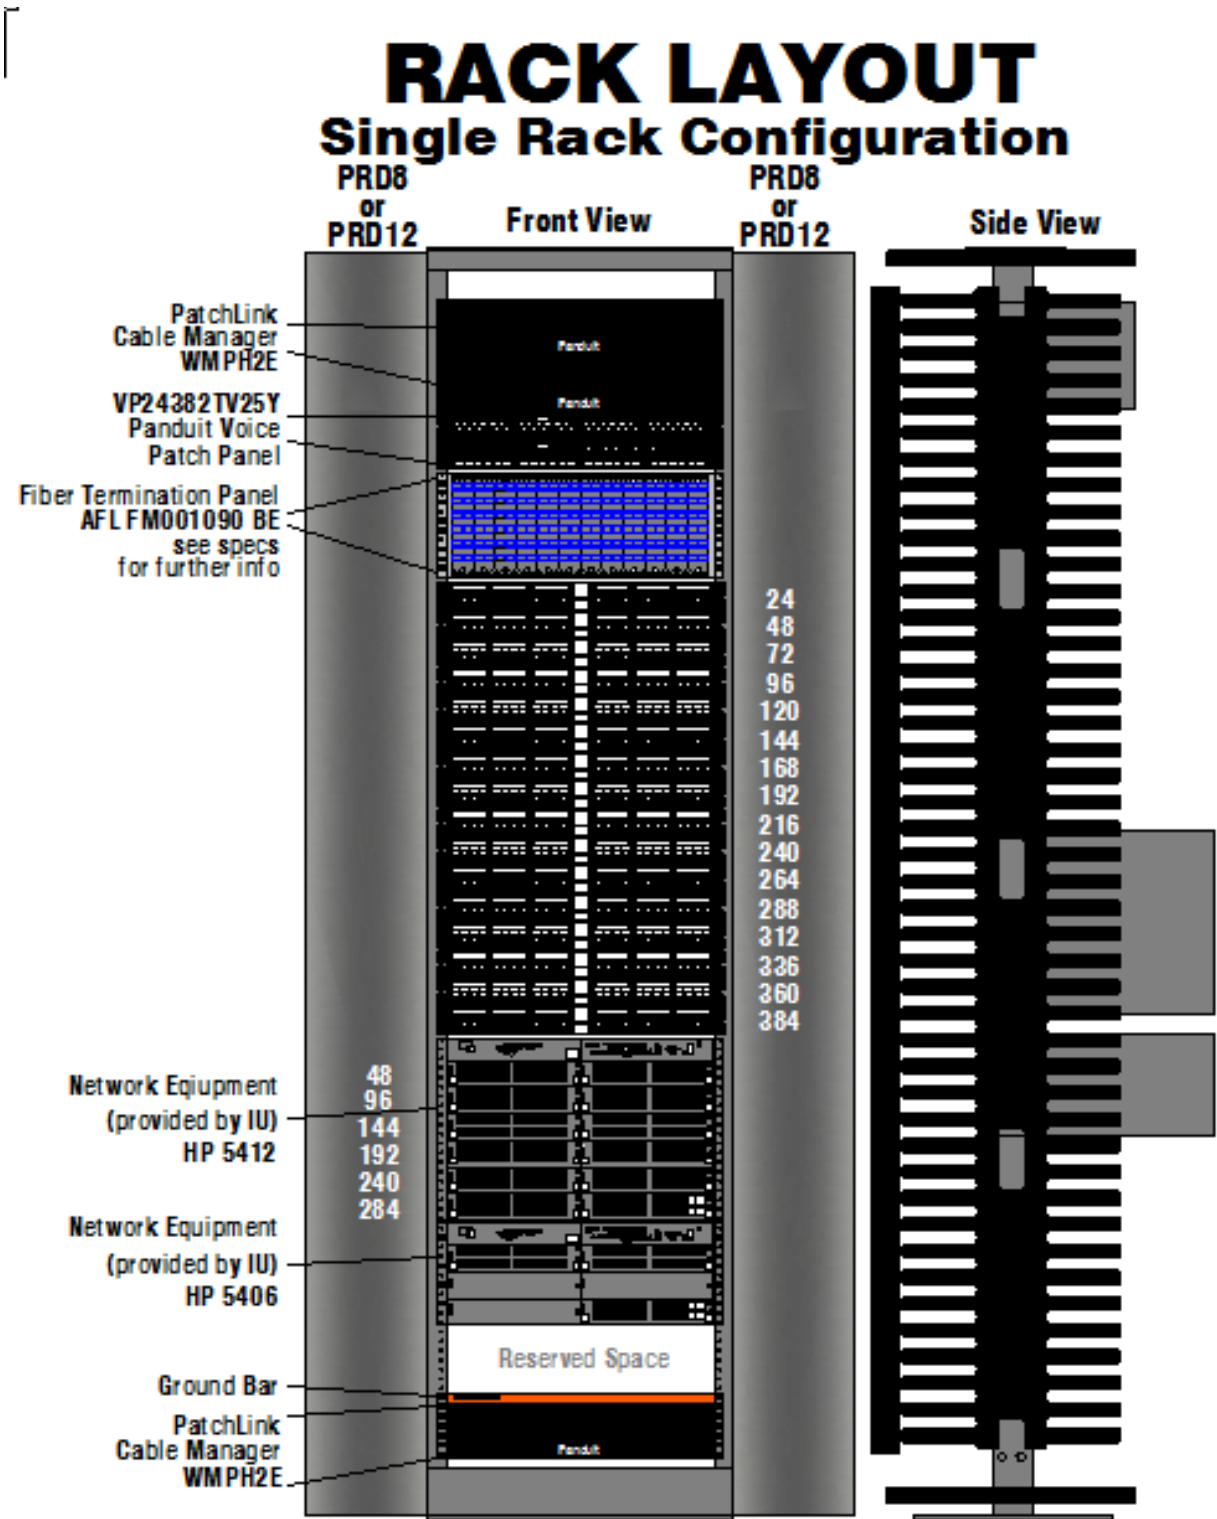 RACK LAYOUT
Single Rack Configuration
PRD8
or
PRD12
Front View
PRD8
or
PRD12
Side View
PatchLink
Cable Manager
WMPH2E
Panduit
Panduit
VP24382TV25Y
Panduit Voice
Patch Panel
Fiber Termination Panel
AFL FM001090 BE
see specs
for further info
24
48
72
96
120
144
168
192
216
240
264
288
312
336
360
384
Network Eqiupment
(provided by IU)
HP 5412
48
96
144
192
240
284
Network Equipment
(provided by IU)
HP 5406
Reserved Space
Ground Bar
PatchLink
Cable Manager
WMPH2E
Panduit